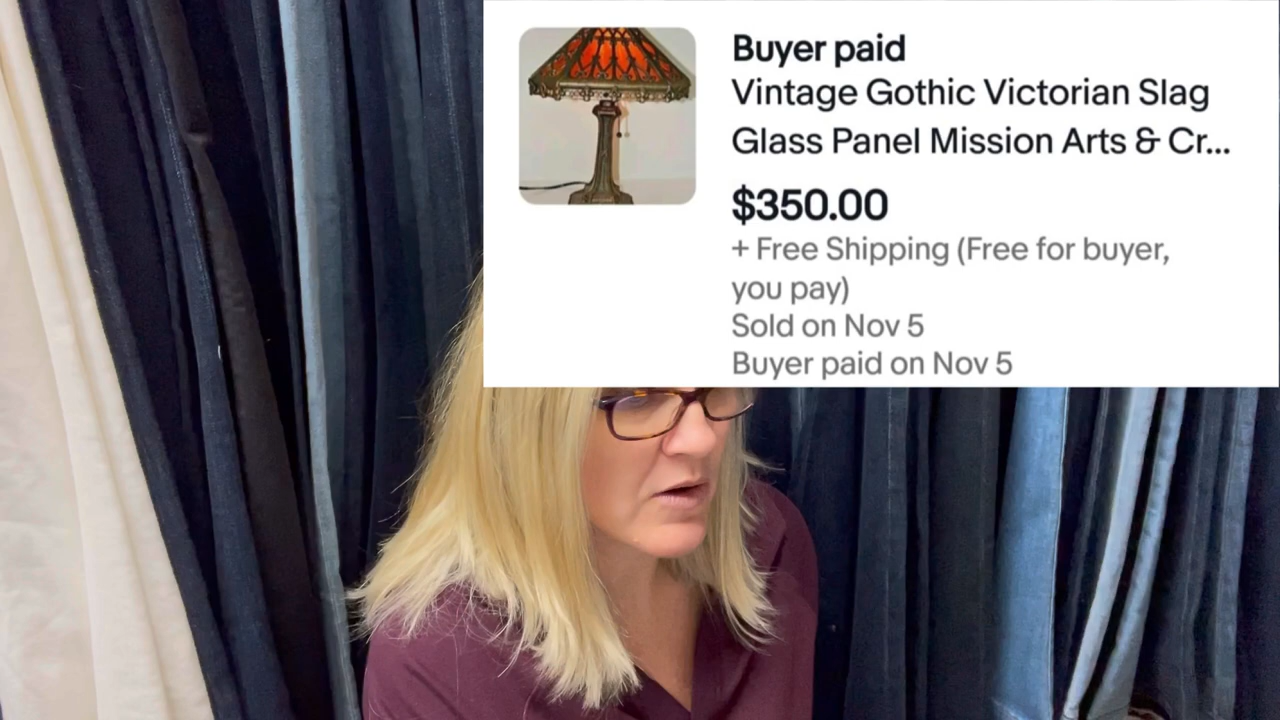 Buyer paid
Vintage Gothic Victorian Slag
Glass Panel Mission Arts & Cr...
$350.00
+ Free Shipping (Free for buyer,
you pay)
Sold on Nov 5
Buyer paid on Nov 5